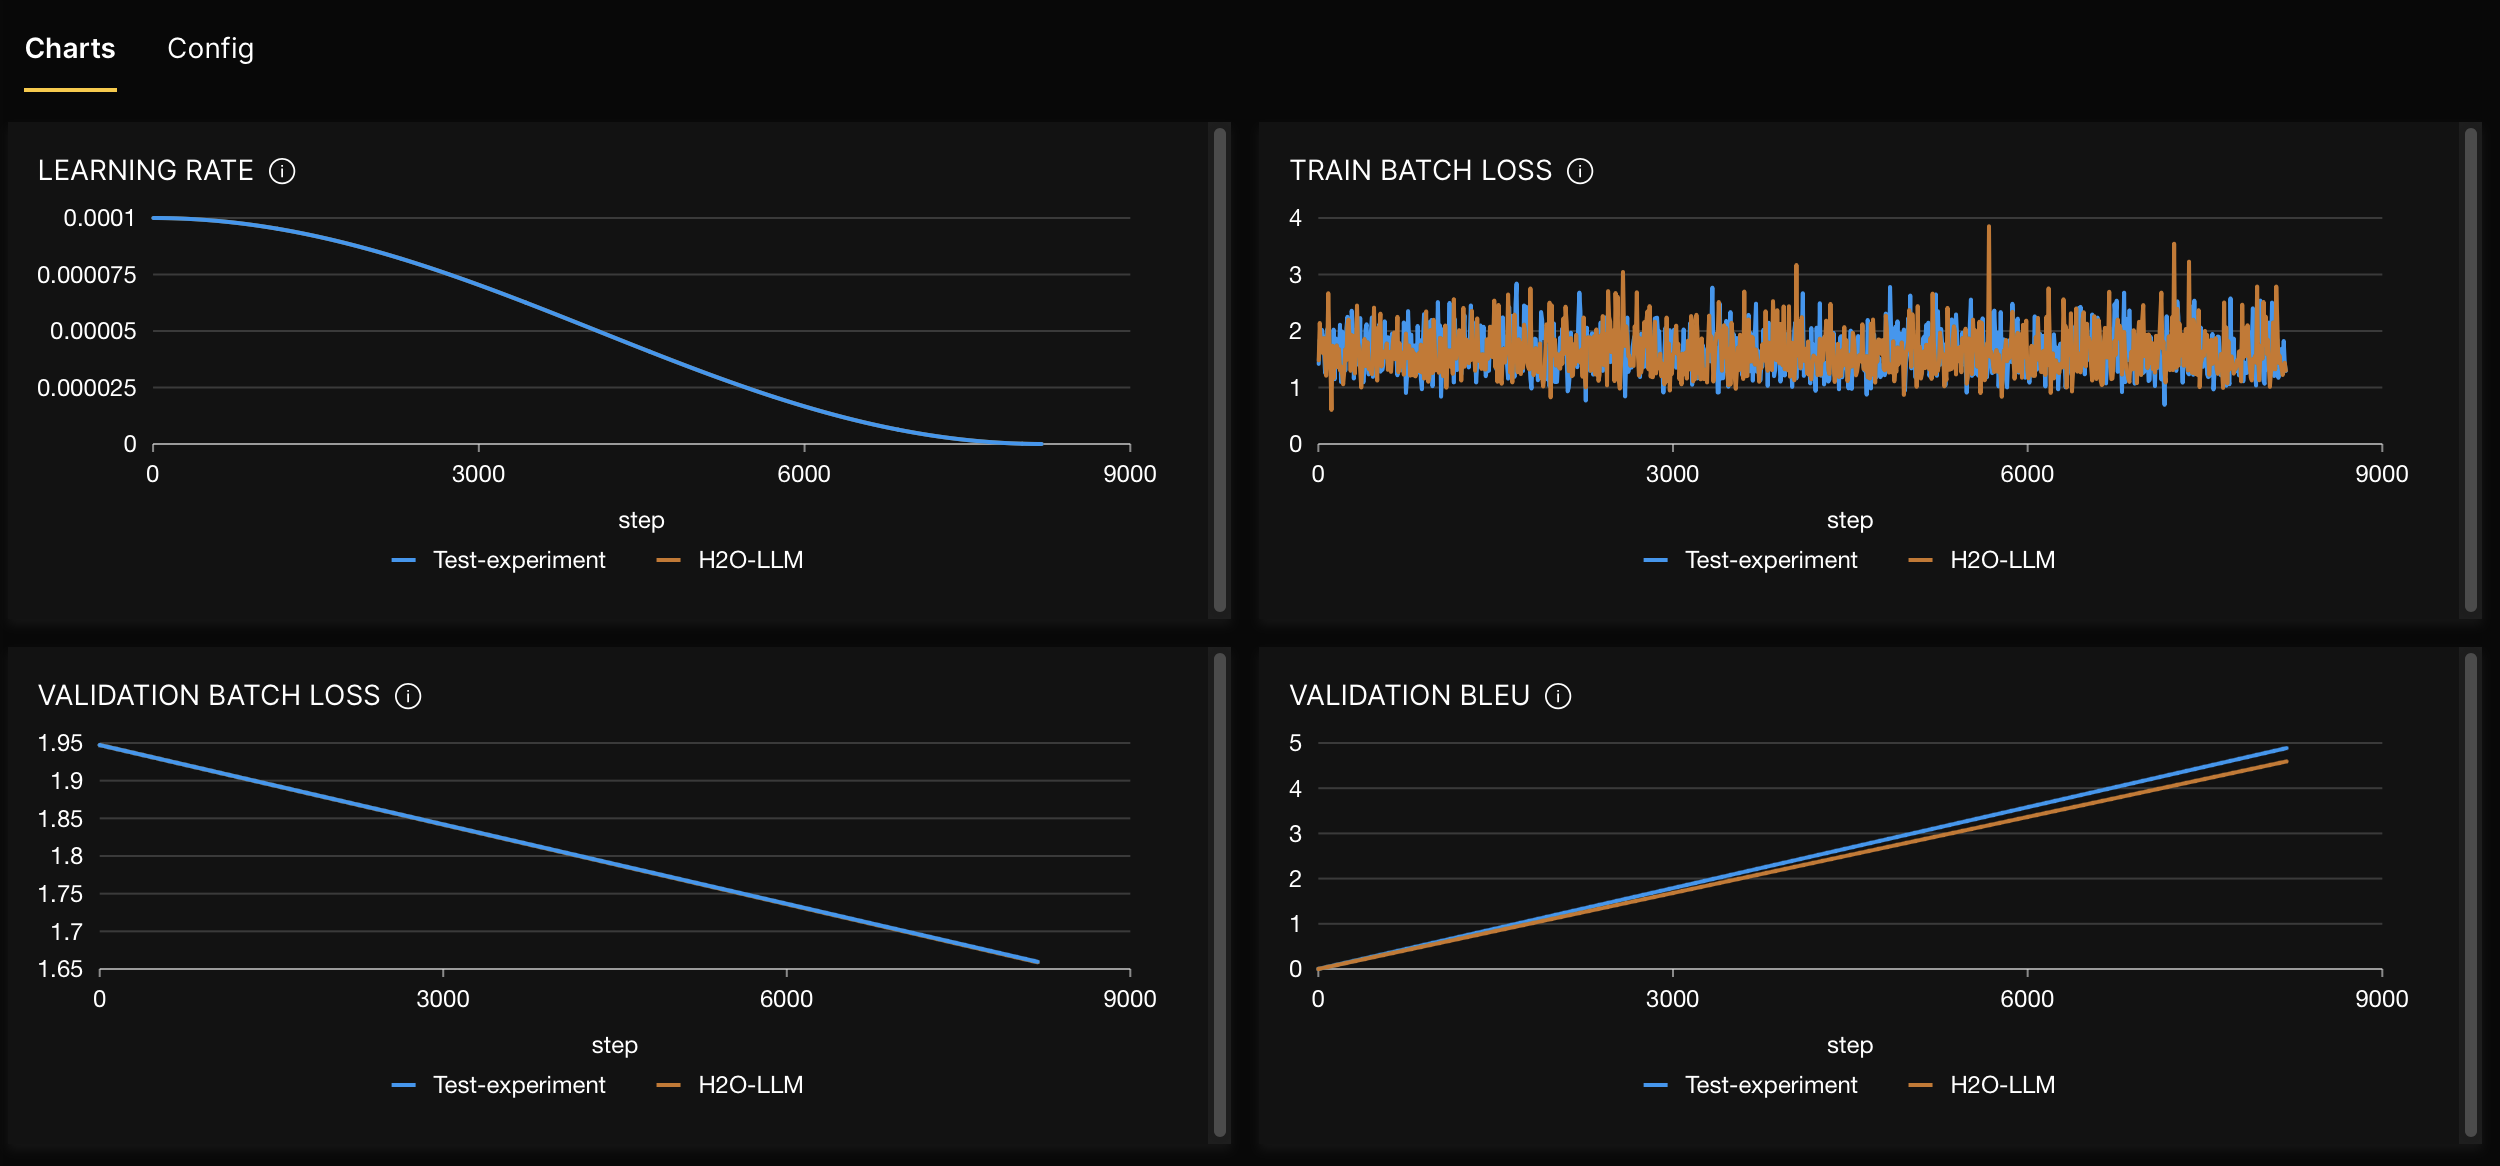 Charts Config
LEARNING RATE
0.0001
0.000075
0.00005
0.000025
0
0 3000 6000 9000
step
Test-experiment H2O-LLM
TRAIN BATCH LOSS
4
3
2
1
0
0 3000 6000 9000
step
Test-experiment H2O-LLM
VALIDATION BATCH LOSS
1.95
1.9
1.85
1.8
1.75
1.7
1.65
0 3000 6000 9000
step
Test-experiment H2O-LLM
VALIDATION BLEU
5
4
3
2
1
0
0 3000 6000 9000
step
Test-experiment H2O-LLM